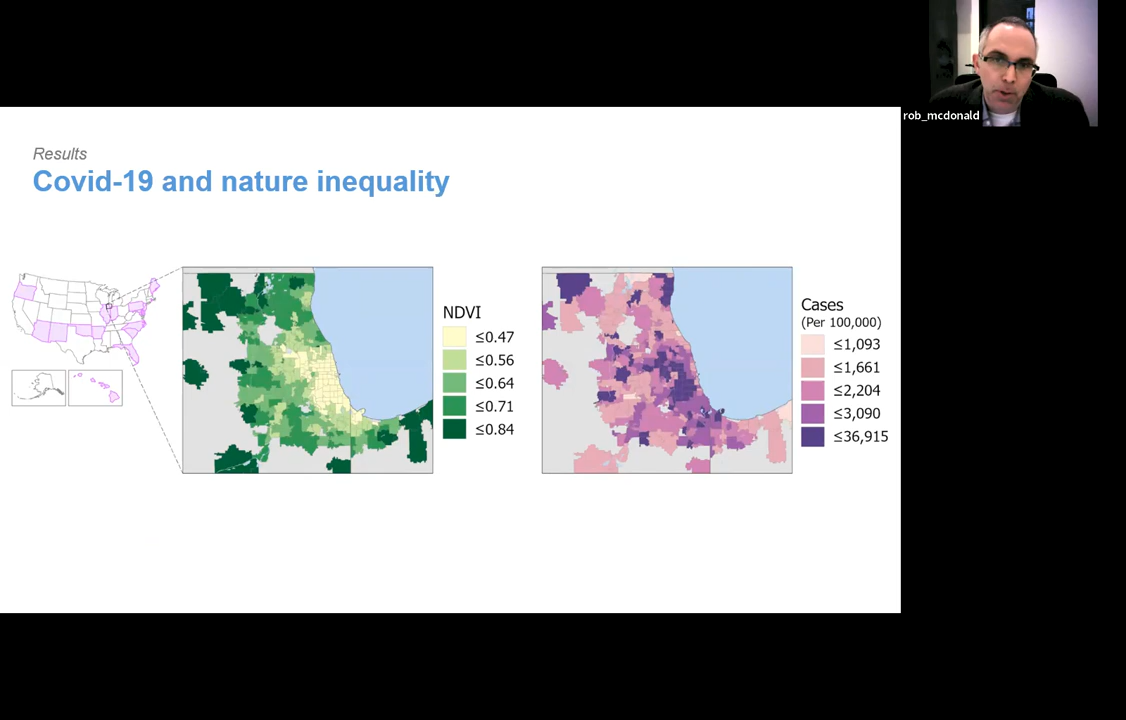 rob_mcdonald
Results
Covid-19 and nature inequality
NDVI
≤0.47
≤0.56
≤0.64
≤0.71
≤0.84
Cases
(Per 100,000)
≤1,093
≤1,661
≤2,204
≤3,090
≤36,915